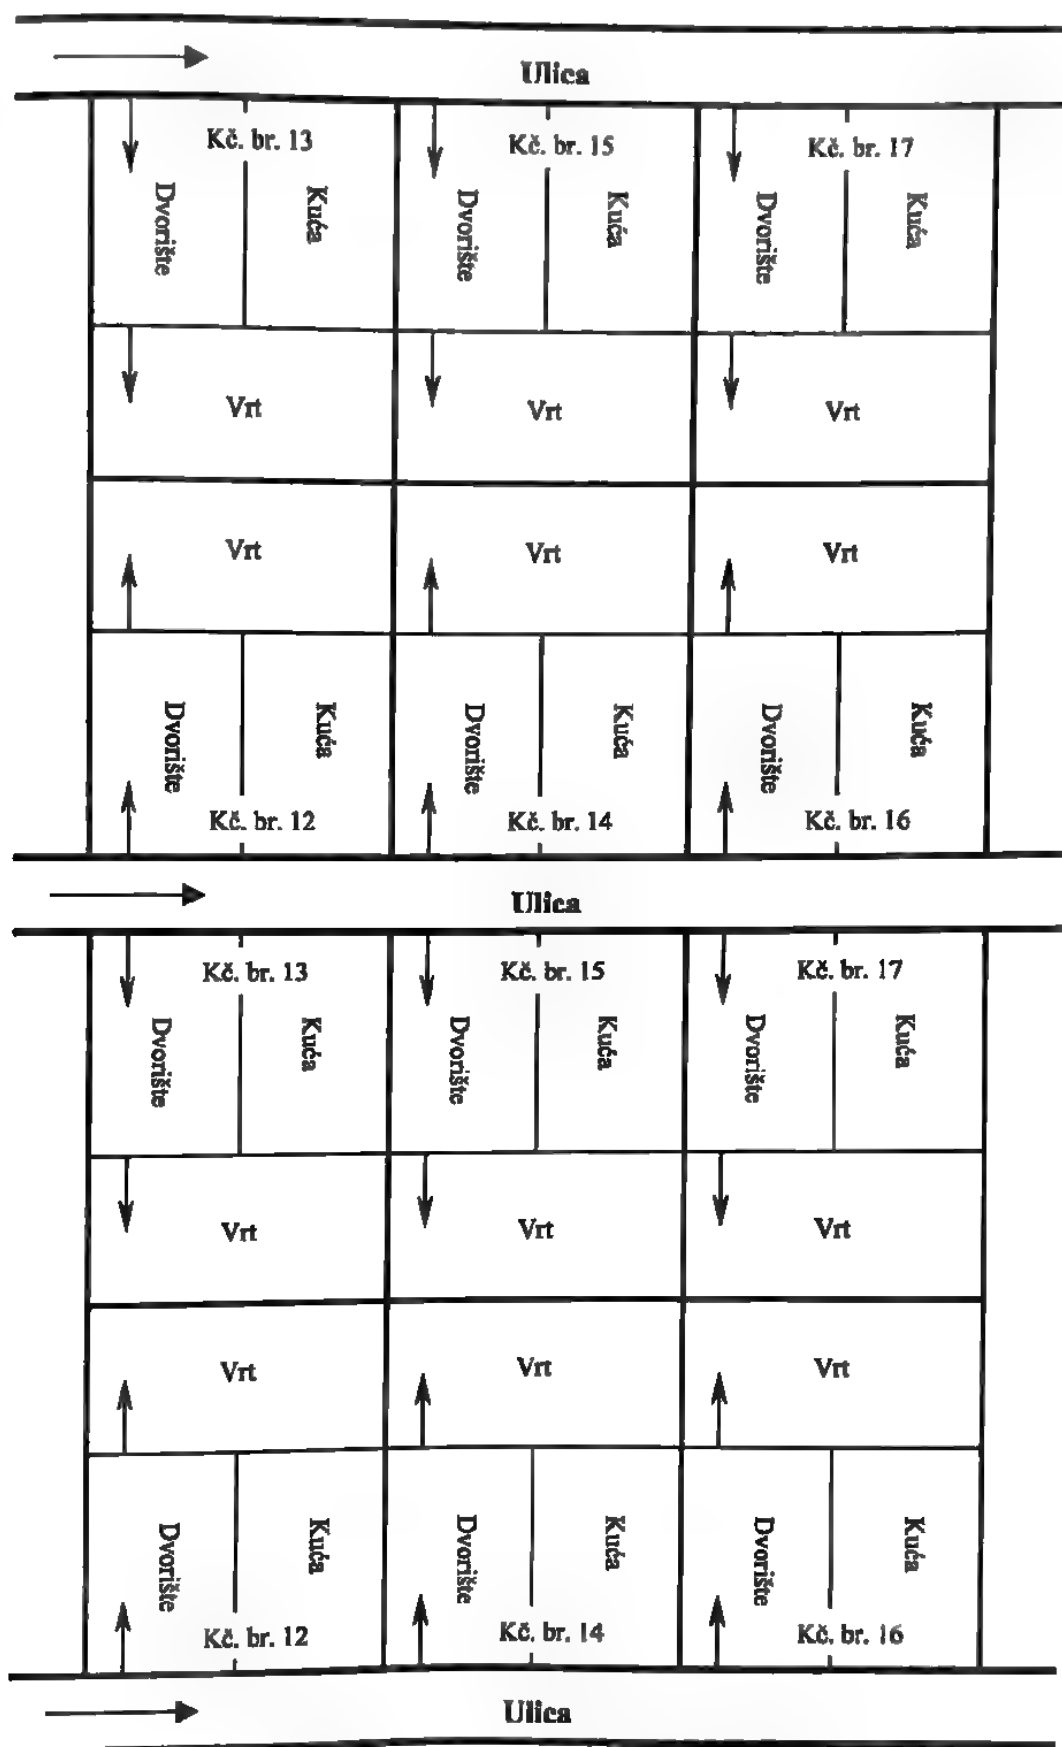 Ulica
Kč. br. 13 Kč. br. 15 Kč. br. 17
Dvorište Kuća Dvorište Kuća Dvorište Kuća
Vrt Vrt Vrt
Vrt Vrt Vrt
Dvorište Kuća Dvorište Kuća Dvorište Kuća
Kč. br. 12 Kč. br. 14 Kč. br. 16
Ulica
Kč. br. 13 Kč. br. 15 Kč. br. 17
Dvorište Kuća Dvorište Kuća Dvorište Kuća
Vrt Vrt Vrt
Vrt Vrt Vrt
Dvorište Kuća Dvorište Kuća Dvorište Kuća
Kč. br. 12 Kč. br. 14 Kč. br. 16
Ulica